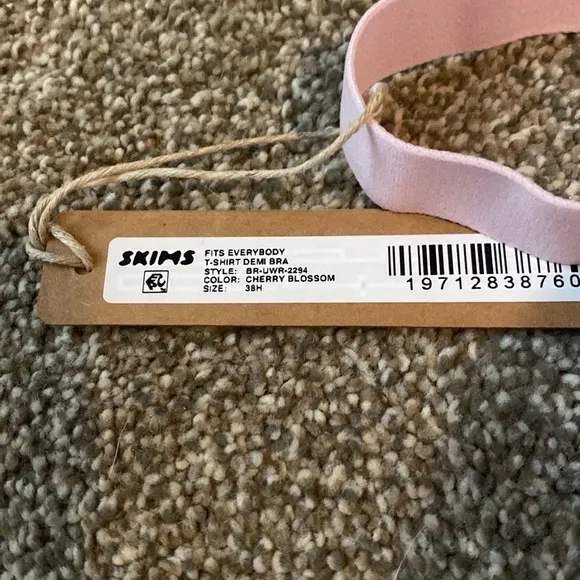 SKIMS
FITS EVERYBODY
T-SHIRT DEMI BRA
STYLE: BR-UWR-2294
COLOR: CHERRY BLOSSOM
SIZE: 38H
19712838760